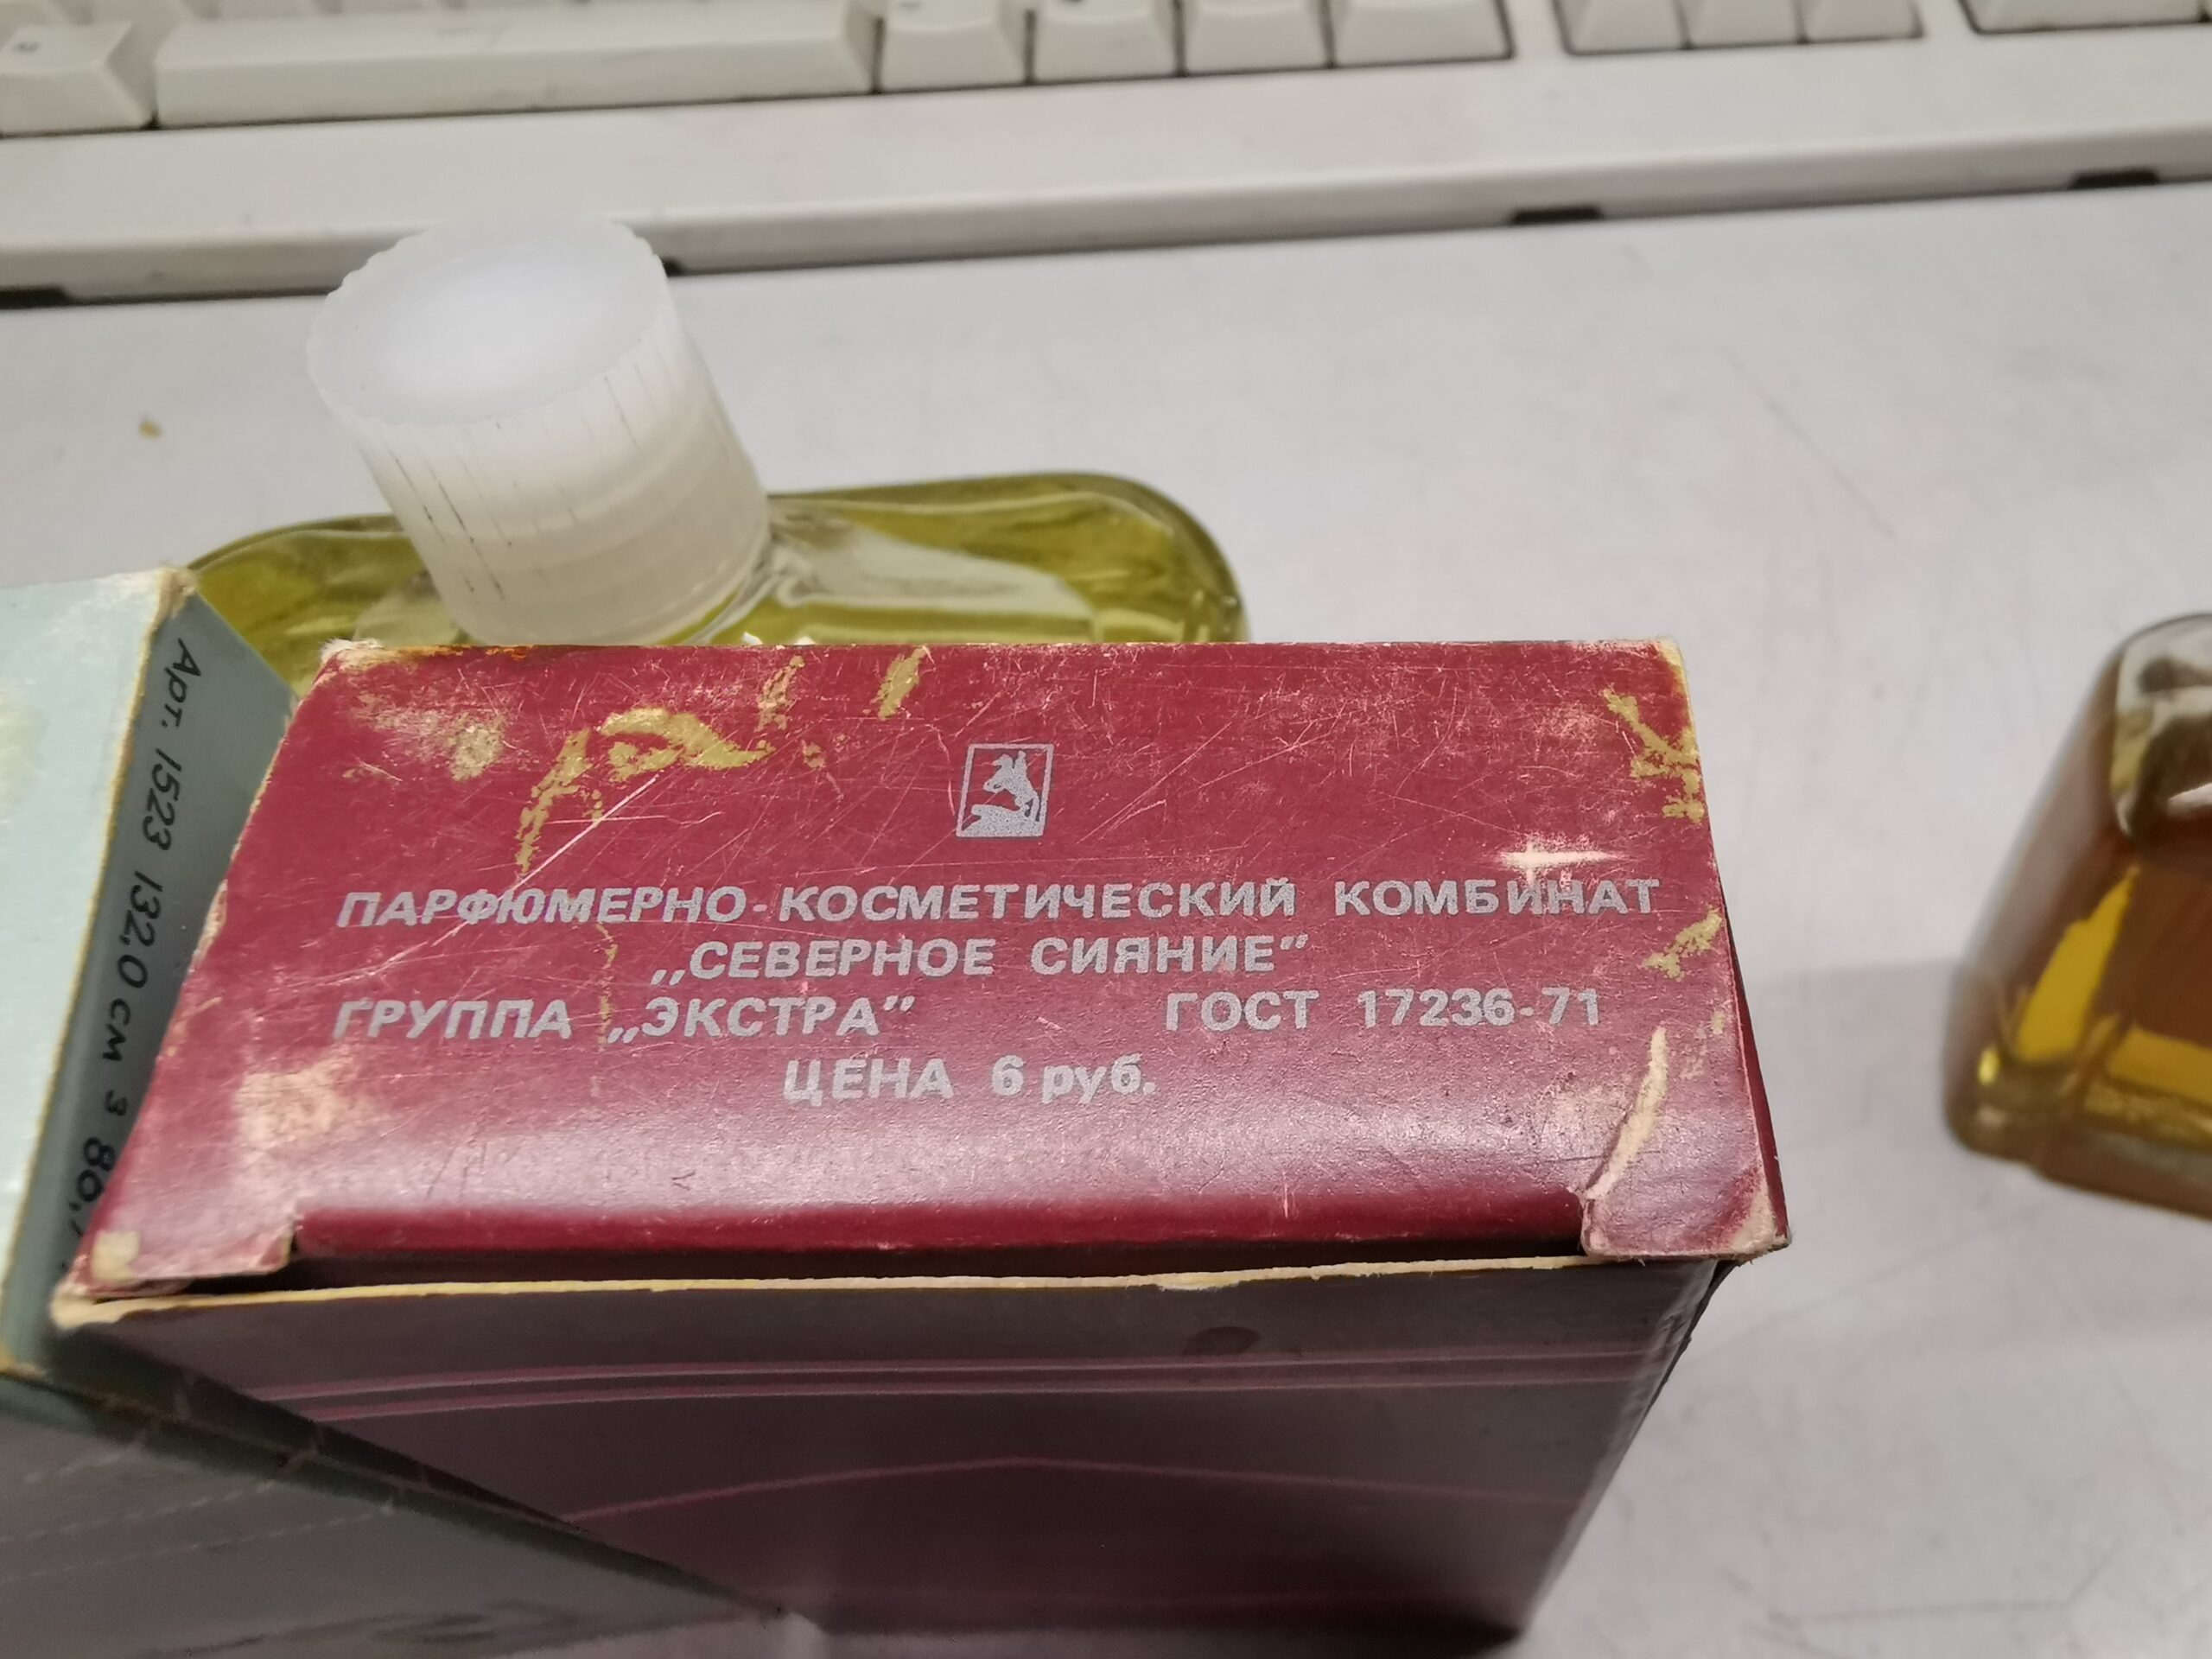 Арт. 1523 132,0 см 3 86,
ПАРФЮМЕРНО-КОСМЕТИЧЕСКИЙ КОМБИНАТ
„СЕВЕРНОЕ СИЯНИЕ”
ГРУППА „ЭКСТРА” ГОСТ 17236-71
ЦЕНА 6 руб.